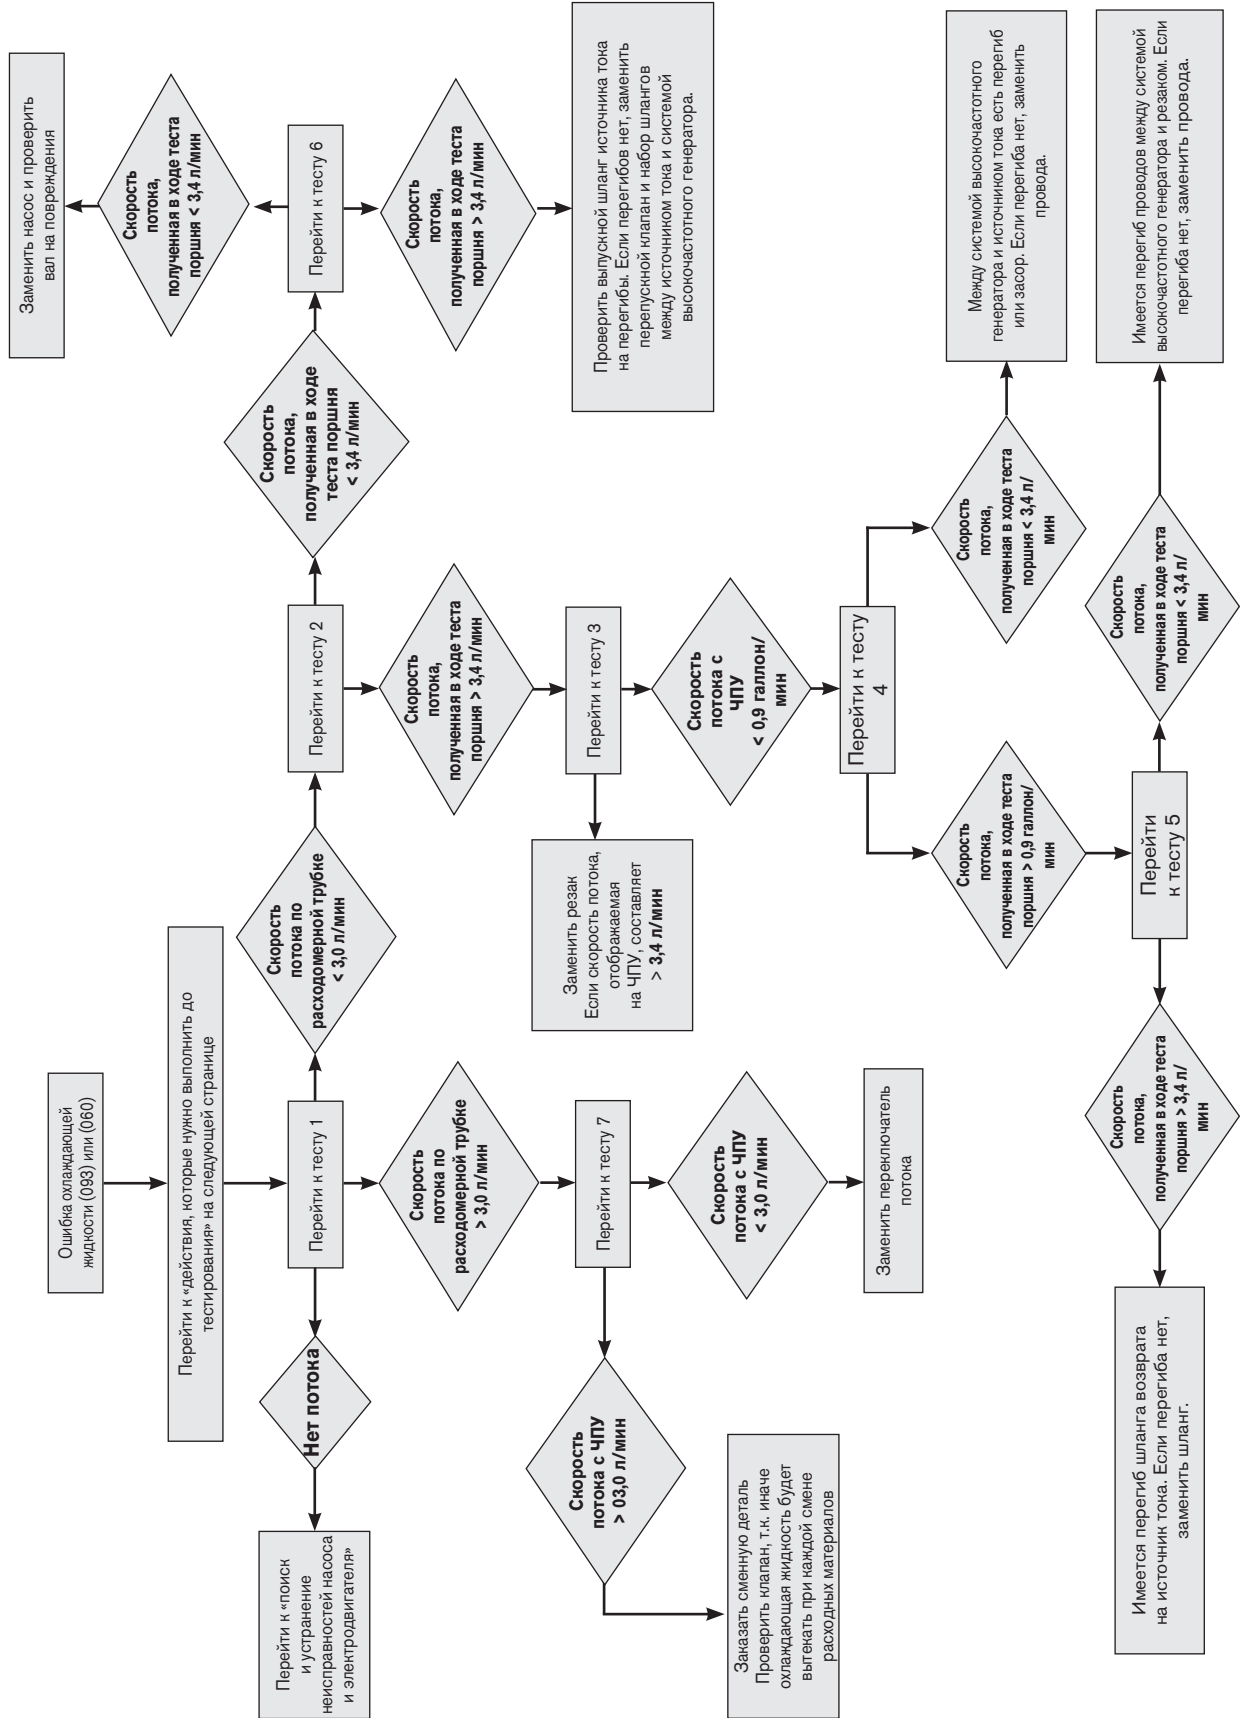 Ошибка охлаждающей
жидкости (093) или (060)
Перейти к «действия, которые нужно выполнить до
тестирования» на следующей странице
Перейти к «поиск
и устранение
неисправностей насоса
и электродвигателя»
Нет потока
Перейти к тесту 1
Скорость
потока по
расходомерной трубке
< 3,0 л/мин
Перейти к тесту 2
Скорость
потока,
полученная в ходе
теста поршня
< 3,4 л/мин
Перейти к тесту 6
Скорость
потока,
полученная в ходе теста
поршня < 3,4 л/мин
Заменить насос и проверить
вал на повреждения
Скорость
потока,
полученная в ходе теста
поршня > 3,4 л/мин
Проверить выпускной шланг источника тока
на перегибы. Если перегибов нет, заменить
перепускной клапан и набор шлангов
между источником тока и системой
высокочастотного генератора.
Скорость
потока по
расходомерной трубке
> 3,0 л/мин
Скорость
потока,
полученная в ходе теста
поршня > 3,4 л/мин
Скорость
потока с ЧПУ
> 03,0 л/мин
Перейти к тесту 7
Заменить резак
Если скорость потока,
отображаемая
на ЧПУ, составляет
> 3,4 л/мин
Перейти к тесту 3
Заказать сменную деталь
Проверить клапан, т.к. иначе
охлаждающая жидкость будет
вытекать при каждой смене
расходных материалов
Скорость
потока с ЧПУ
< 3,0 л/мин
Скорость
потока с
ЧПУ
< 0,9 галлон/
мин
Заменить переключатель
потока
Перейти к тесту
4
Скорость
потока,
полученная в ходе теста
поршня > 0,9 галлон/
мин
Скорость
потока,
полученная в ходе теста
поршня < 3,4 л/
мин
Между системой высокочастотного
генератора и источником тока есть перегиб
или засор. Если перегиба нет, заменить
провода.
Имеется перегиб шланга возврата
на источник тока. Если перегиба нет,
заменить шланг.
Скорость
потока,
полученная в ходе теста
поршня > 3,4 л/
мин
Перейти
к тесту 5
Скорость
потока,
полученная в ходе теста
поршня < 3,4 л/
мин
Имеется перегиб проводов между системой
высокочастотного генератора и резаком. Если
перегиба нет, заменить провода.